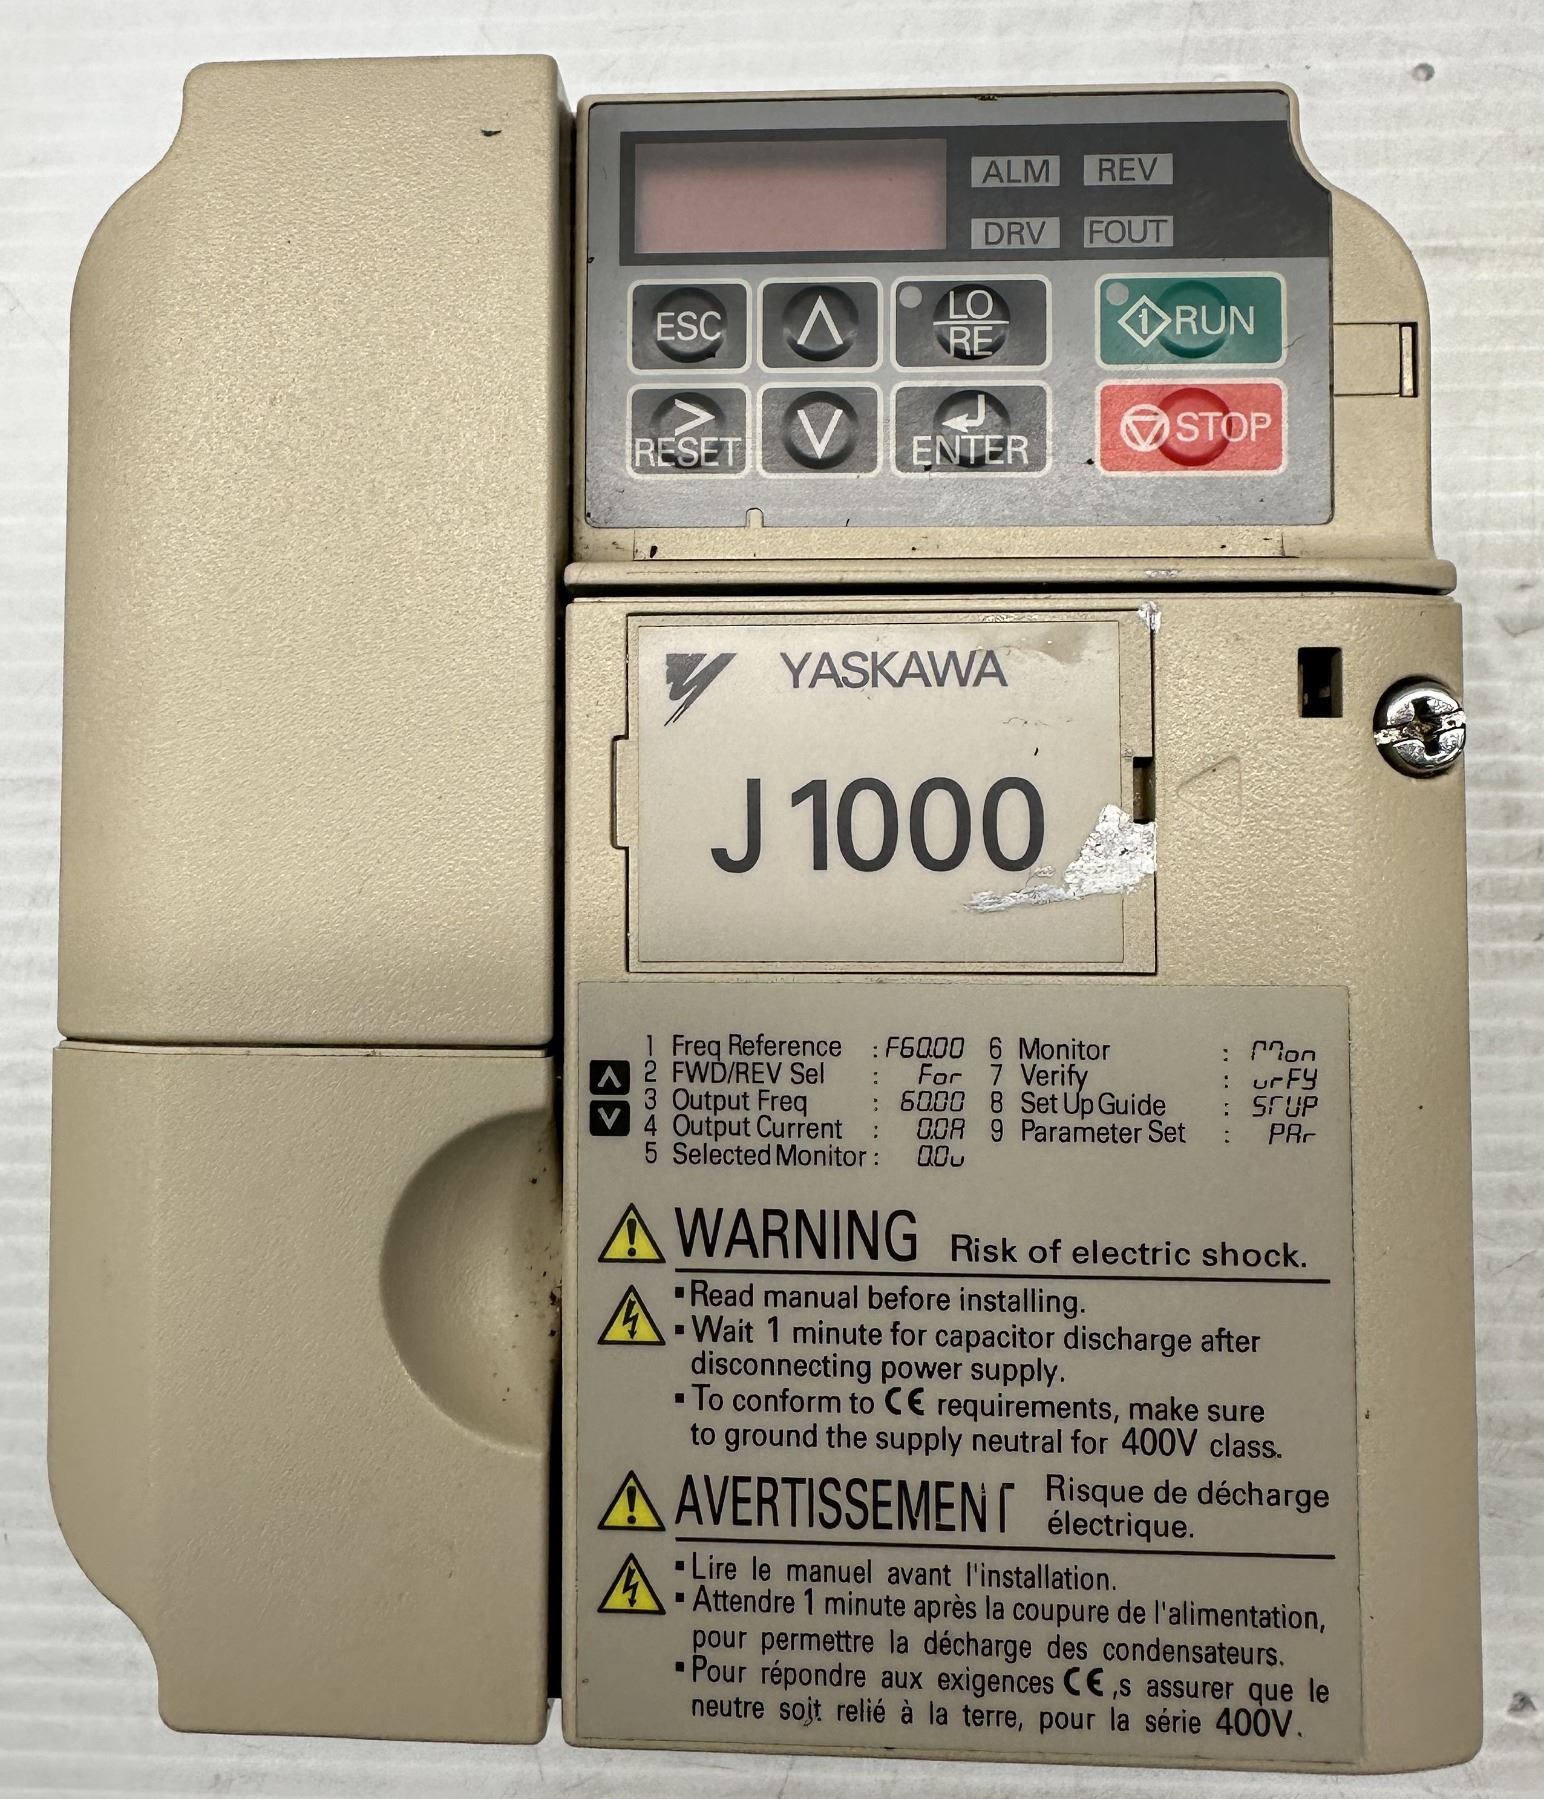 ALM REV
DRV FOUT
ESC
LO
RE
RUN
RESET
ENTER
STOP
YASKAWA
J1000
1 Freq Reference : F60.00 6 Monitor : Mon
2 FWD/REV Sel : For 7 Verify : vrFY
3 Output Freq : 60.00 8 Set Up Guide : STUP
4 Output Current : 0.0A 9 Parameter Set : PAr
5 Selected Monitor : 0.0v
WARNING Risk of electric shock.
▪Read manual before installing.
▪Wait 1 minute for capacitor discharge after
disconnecting power supply.
▪To conform to CE requirements, make sure
to ground the supply neutral for 400V class.
AVERTISSEMENT Risque de décharge
électrique.
▪Lire le manuel avant l'installation.
▪Attendre 1 minute après la coupure de l'alimentation,
pour permettre la décharge des condensateurs.
▪Pour répondre aux exigences CE,s assurer que le
neutre soit relié à la terre, pour la série 400V.